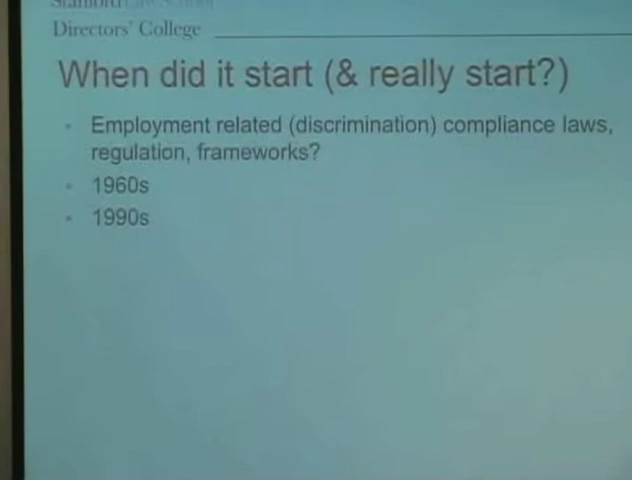 Directors' College
When did it start (& really start?)
• Employment related (discrimination) compliance laws,
regulation, frameworks?
• 1960s
• 1990s